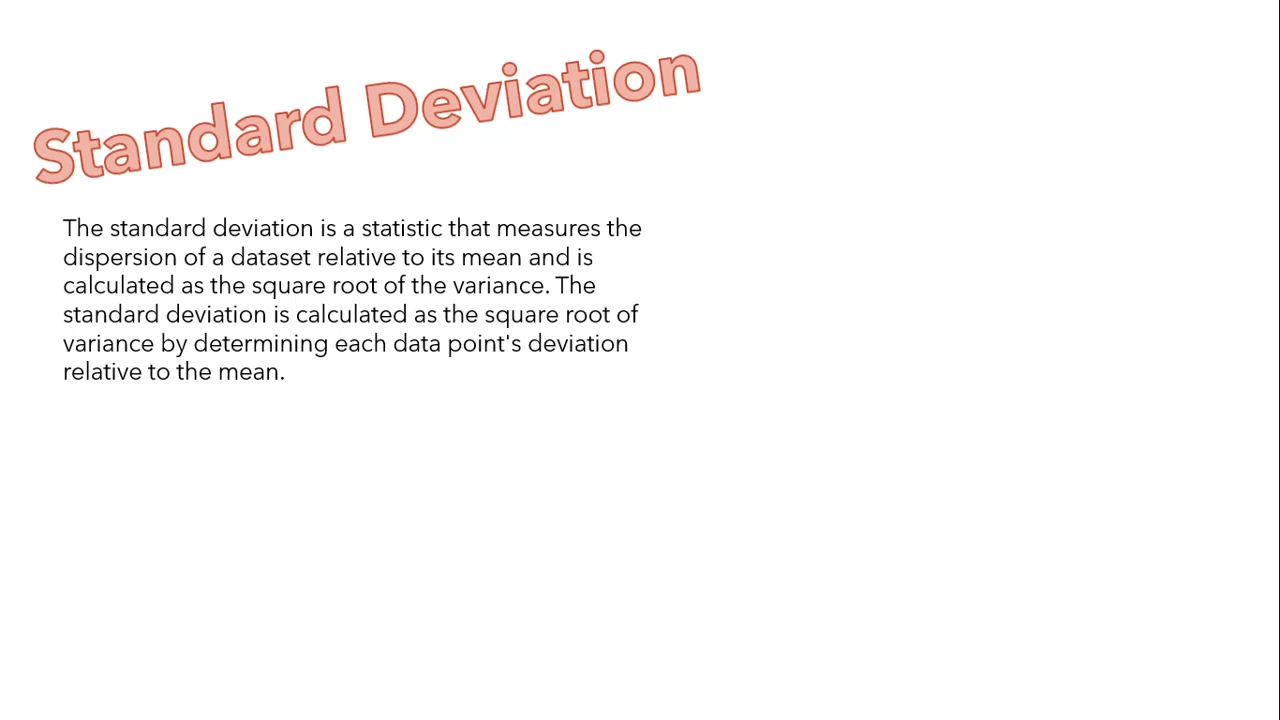 Standard Deviation
The standard deviation is a statistic that measures the
dispersion of a dataset relative to its mean and is
calculated as the square root of the variance. The
standard deviation is calculated as the square root of
variance by determining each data point's deviation
relative to the mean.